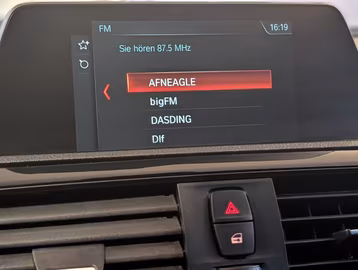 FM
16:19
Sie hören 87.5 MHz
AFNEAGLE
bigFM
DASDING
Dlf